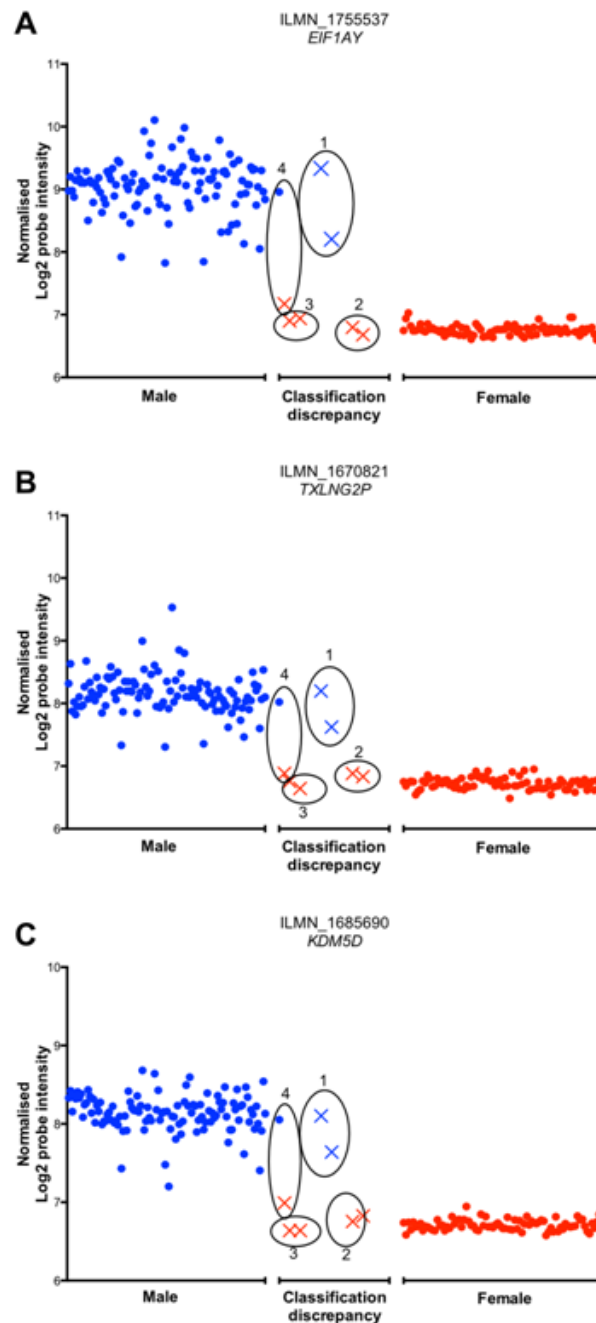 A
ILMN_1755537
EIF1AY
Normalised
Log2 probe intensity
11
10
9
8
7
6
4
1
3
2
Male
Classification
discrepancy
Female
B
ILMN_1670821
TXLNG2P
Normalised
Log2 probe intensity
11
10
9
8
7
6
4
1
2
3
Male
Classification
discrepancy
Female
C
ILMN_1685690
KDM5D
Normalised
Log2 probe intensity
10
9
8
7
6
4
1
3
2
Male
Classification
discrepancy
Female